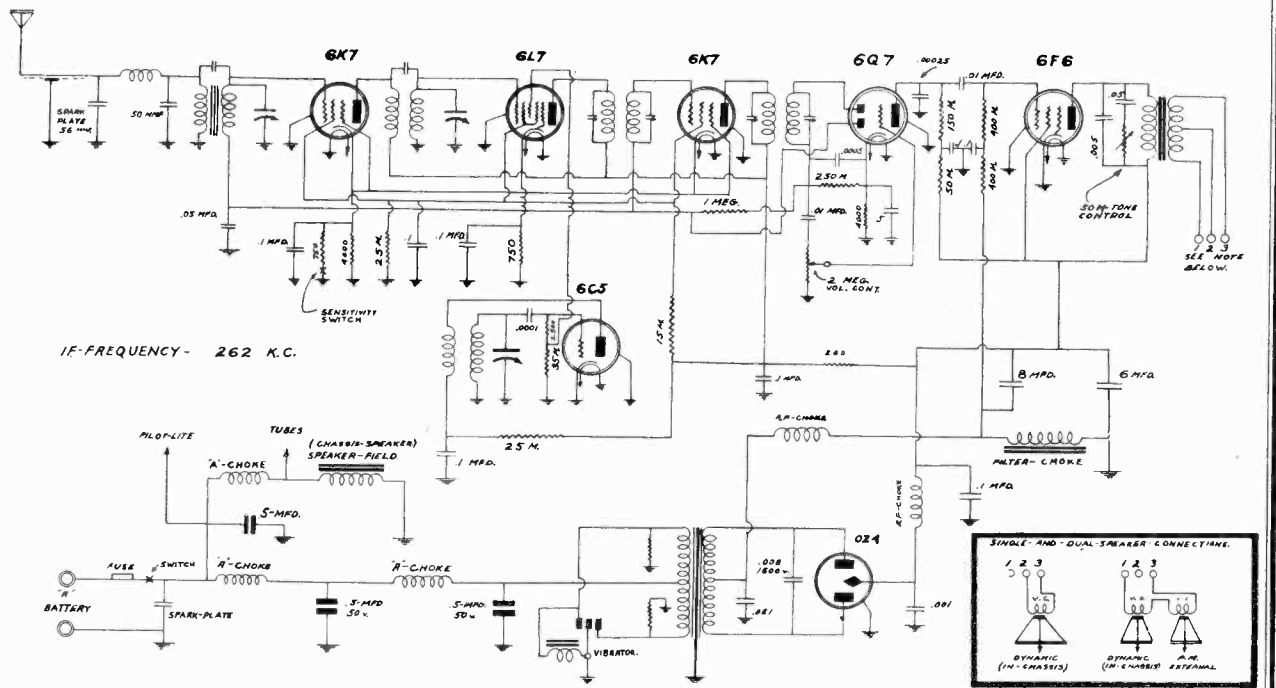 6K7
6L7
6K7
6Q7
6F6
.00025
.01 MFD.
SPARK
PLATE
56 MMF.
50 MMF
150 M.
400 M.
50 M.
400 M.
.05
.005
.0005
250 M
1 MEG.
.01 MFD.
4000
5
50 M-TONE
CONTROL
1 2 3
SEE NOTE
BELOW.
.05 MFD.
.1 MFD.
750
4000
25 M.
.1
.1 MFD.
750
2 MEG.
VOL. CONT.
SENSITIVITY
SWITCH
6C5
.0001
35 M.
15 M.
IF-FREQUENCY- 262 K.C.
.1 MFD.
8 MFD.
6 MFD.
25 M.
.1 MFD.
R.F-CHOKE
FILTER-CHOKE
.1 MFD.
R.F-CHOKE
PILOT-LITE
TUBES
(CHASSIS-SPEAKER)
SPEAKER-FIELD
"A"-CHOKE
.5-MFD.
FUSE
SWITCH
"A"-CHOKE
"A"-CHOKE
"A"
BATTERY
SPARK-PLATE
.5-MFD
50 v.
.5-MFD.
50 v.
VIBRATOR.
.008
1600 v.
OZ4
.001
SINGLE-AND-DUAL-SPEAKER-CONNECTIONS.
1 2 3
1 2 3
V.C.
V.C.
V.C.
DYNAMIC
(IN-CHASSIS)
DYNAMIC
(IN-CHASSIS)
P.M.
EXTERNAL